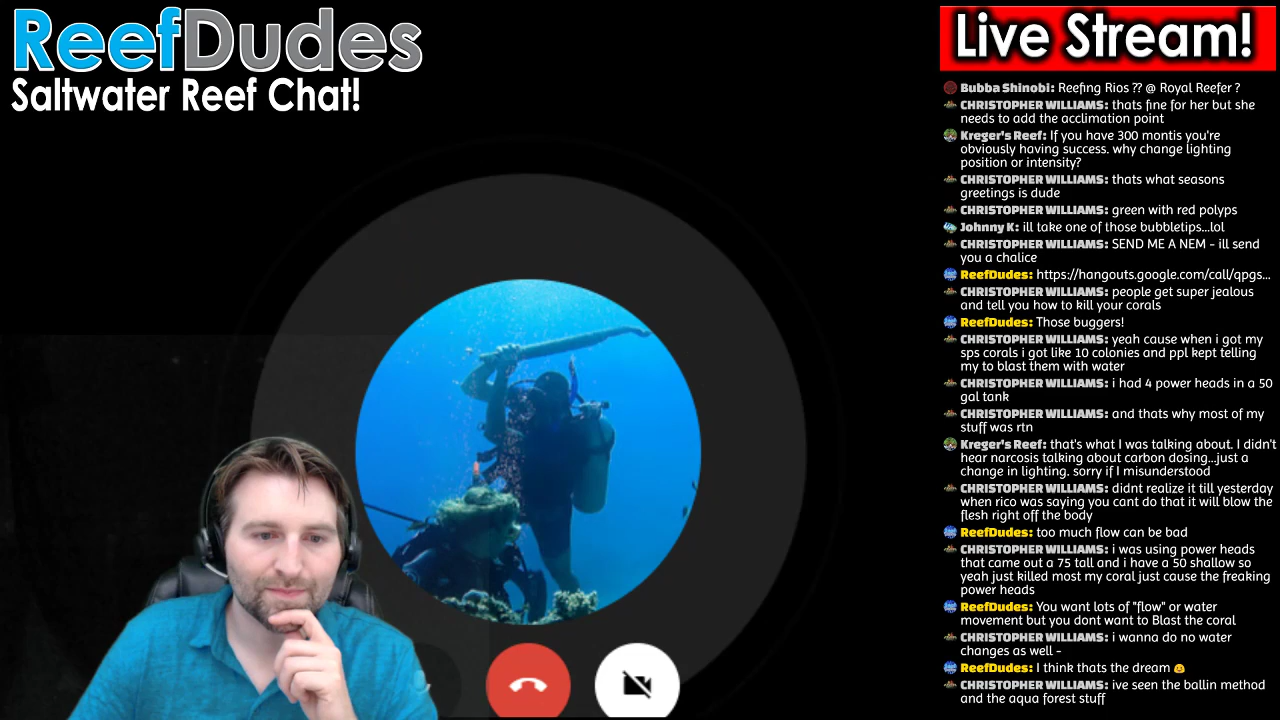 ReefDudes
Saltwater Reef Chat!
Live Stream!
Bubba Shinobi: Reefing Rios ?? @ Royal Reefer ?
CHRISTOPHER WILLIAMS: thats fine for her but she
needs to add the acclimation point
Kreger's Reef: If you have 300 montis you're
obviously having success. why change lighting
position or intensity?
CHRISTOPHER WILLIAMS: thats what seasons
greetings is dude
CHRISTOPHER WILLIAMS: green with red polyps
Johnny K: ill take one of those bubbletips...lol
CHRISTOPHER WILLIAMS: SEND ME A NEM - ill send
you a chalice
ReefDudes: https://hangouts.google.com/call/qpgs...
CHRISTOPHER WILLIAMS: people get super jealous
and tell you how to kill your corals
ReefDudes: Those buggers!
CHRISTOPHER WILLIAMS: yeah cause when i got my
sps corals i got like 10 colonies and ppl kept telling
my to blast them with water
CHRISTOPHER WILLIAMS: i had 4 power heads in a 50
gal tank
CHRISTOPHER WILLIAMS: and thats why most of my
stuff was rtn
Kreger's Reef: that's what I was talking about. I didn't
hear narcosis talking about carbon dosing...just a
change in lighting. sorry if I misunderstood
CHRISTOPHER WILLIAMS: didnt realize it till yesterday
when rico was saying you cant do that it will blow the
flesh right off the body
ReefDudes: too much flow can be bad
CHRISTOPHER WILLIAMS: i was using power heads
that came out a 75 tall and i have a 50 shallow so
yeah just killed most my coral just cause the freaking
power heads
ReefDudes: You want lots of "flow" or water
movement but you dont want to Blast the coral
CHRISTOPHER WILLIAMS: i wanna do no water
changes as well -
ReefDudes: I think thats the dream 😊
CHRISTOPHER WILLIAMS: ive seen the ballin method
and the aqua forest stuff